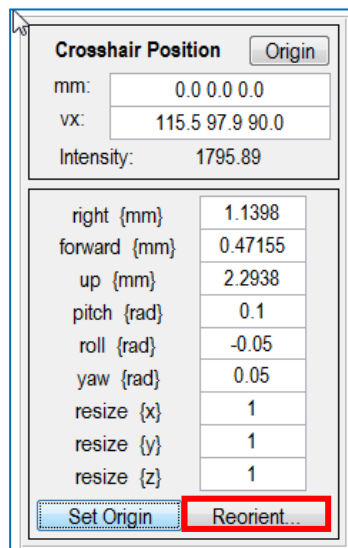 Crosshair Position Origin
mm: 0.0 0.0 0.0
vx: 115.5 97.9 90.0
Intensity: 1795.89
right {mm} 1.1398
forward {mm} 0.47155
up {mm} 2.2938
pitch {rad} 0.1
roll {rad} -0.05
yaw {rad} 0.05
resize {x} 1
resize {y} 1
resize {z} 1
Set Origin Reorient...